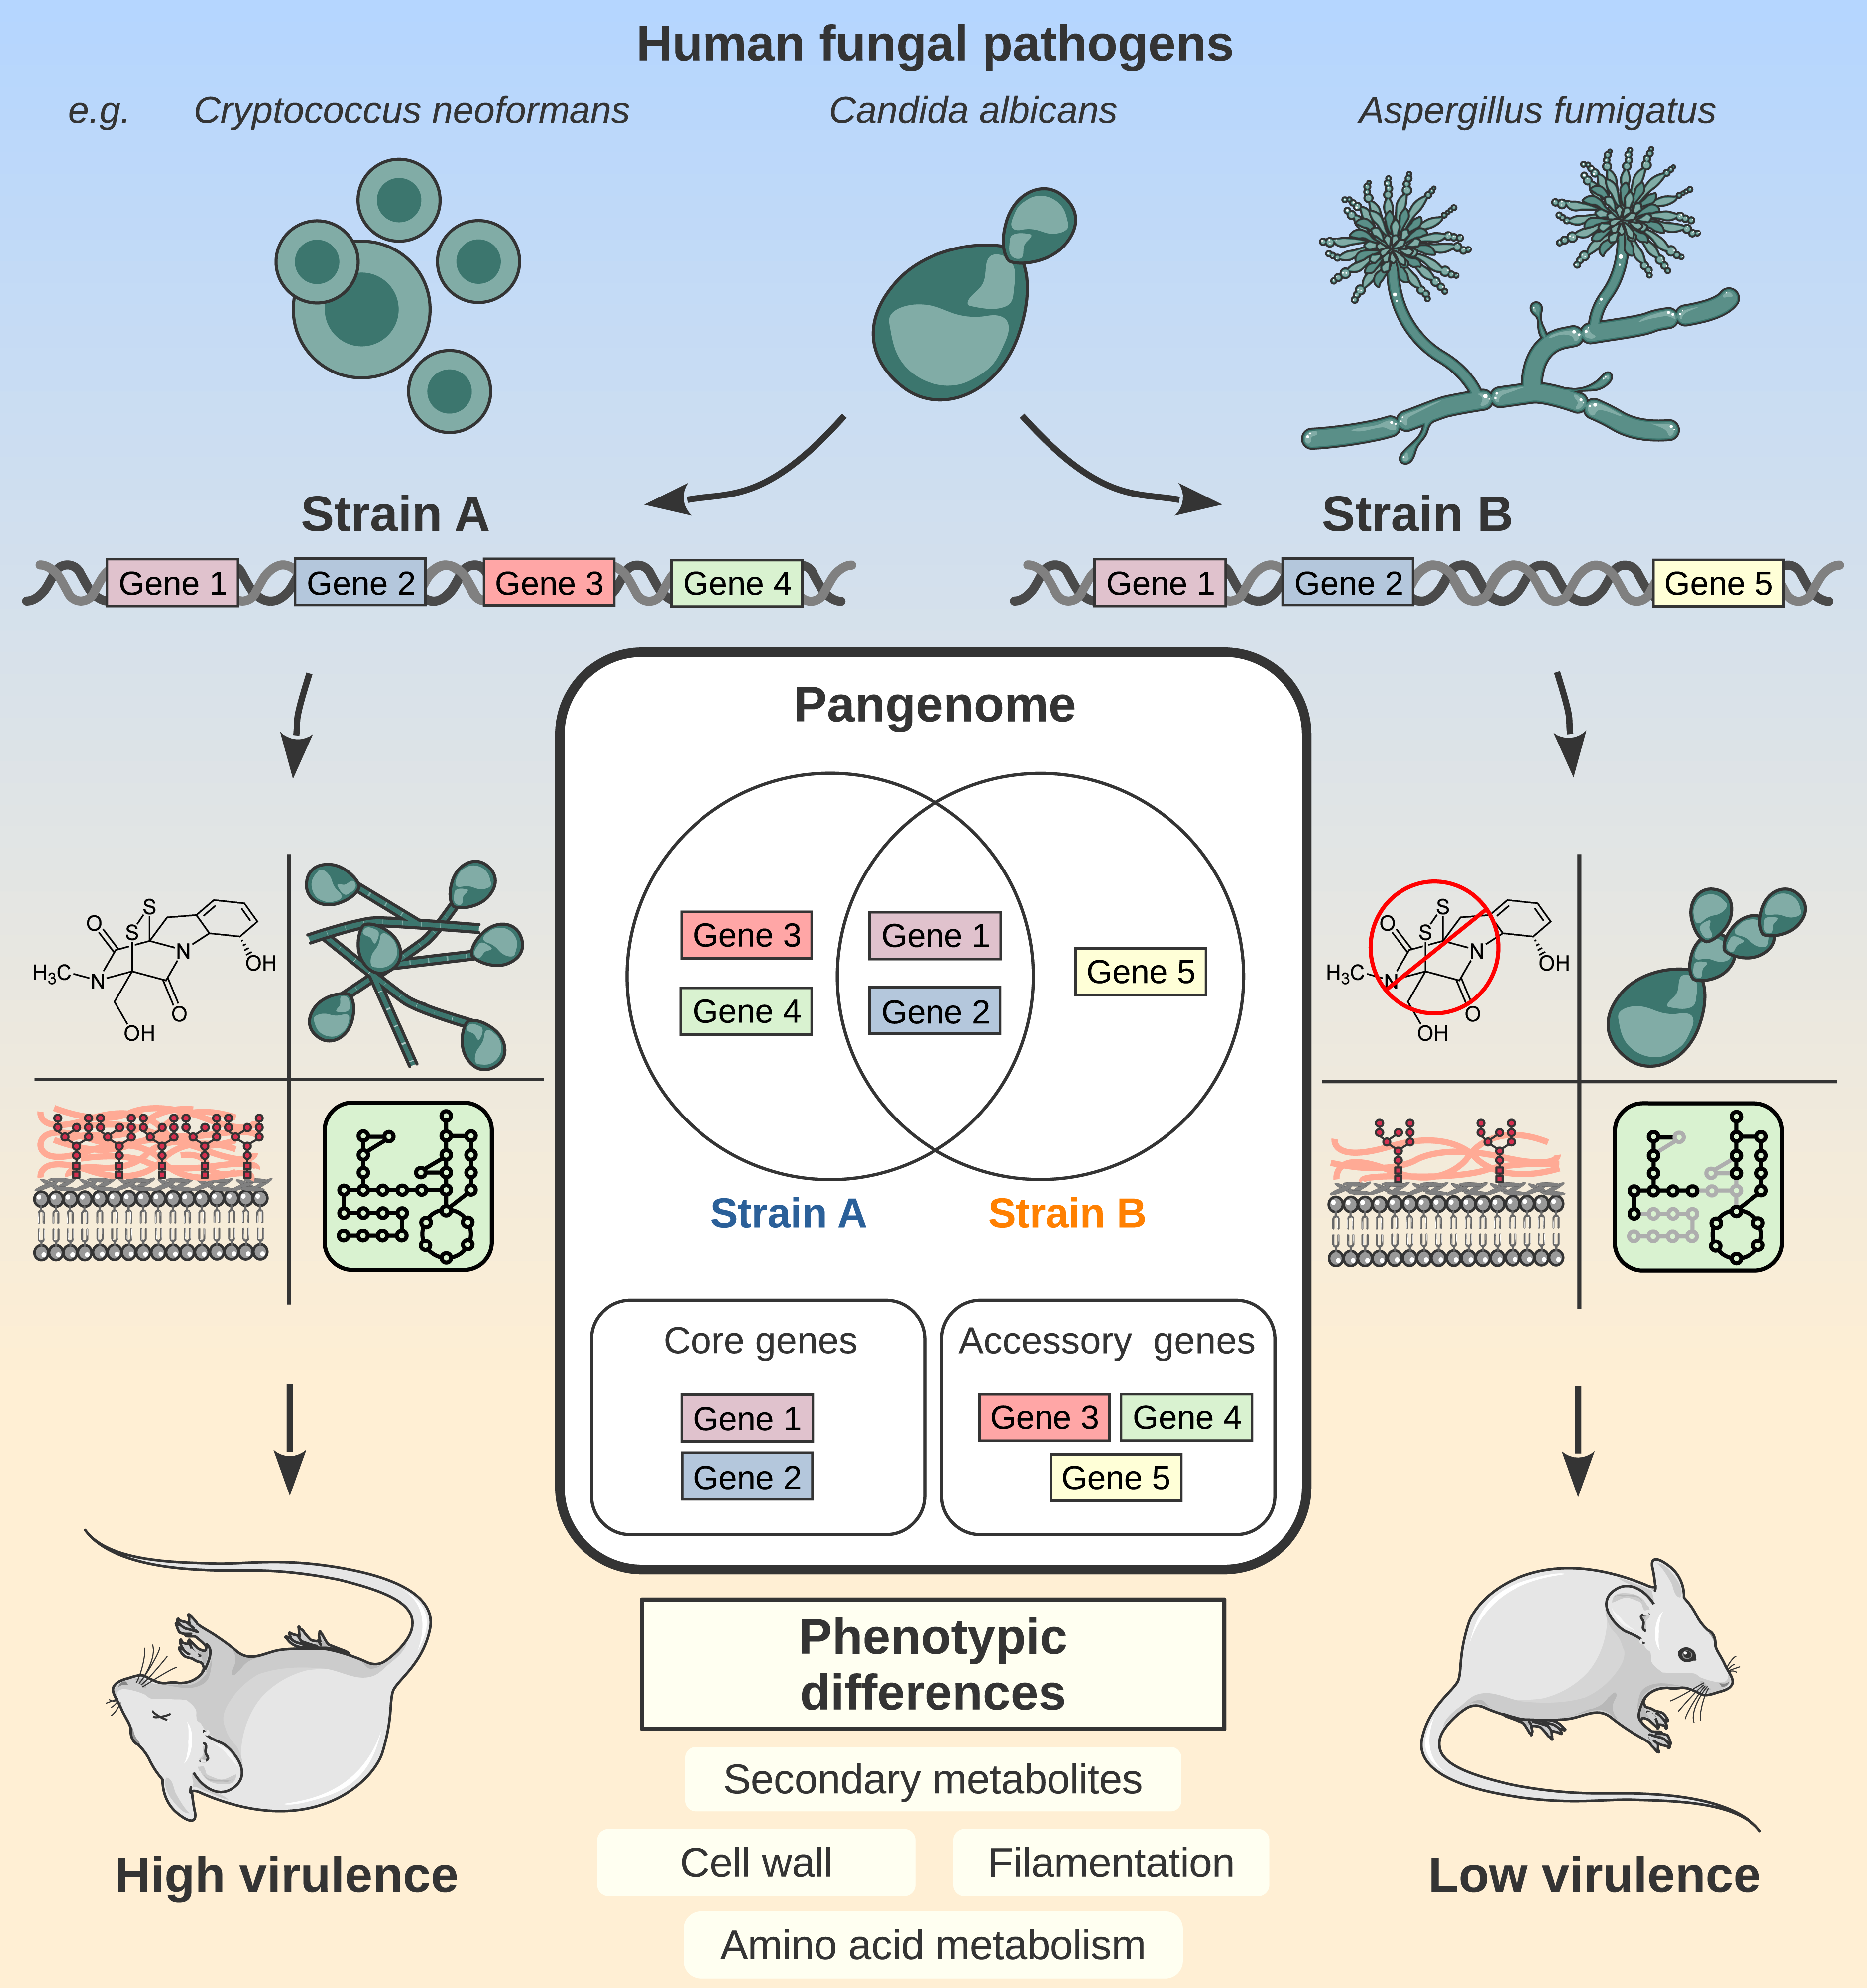 Human fungal pathogens
e.g. Cryptococcus neoformans Candida albicans Aspergillus fumigatus
Strain A Strain B
Gene 1 Gene 2 Gene 3 Gene 4 Gene 1 Gene 2 Gene 5
Pangenome
Gene 3 Gene 1
Gene 5
Gene 4 Gene 2
Strain A Strain B
S
O S
N
H₃C N OH
O
OH
S
O S
N
H₃C N OH
O
OH
Core genes Accessory genes
Gene 1 Gene 3 Gene 4
Gene 2 Gene 5
Phenotypic
differences
Secondary metabolites
Cell wall Filamentation
Amino acid metabolism
High virulence Low virulence